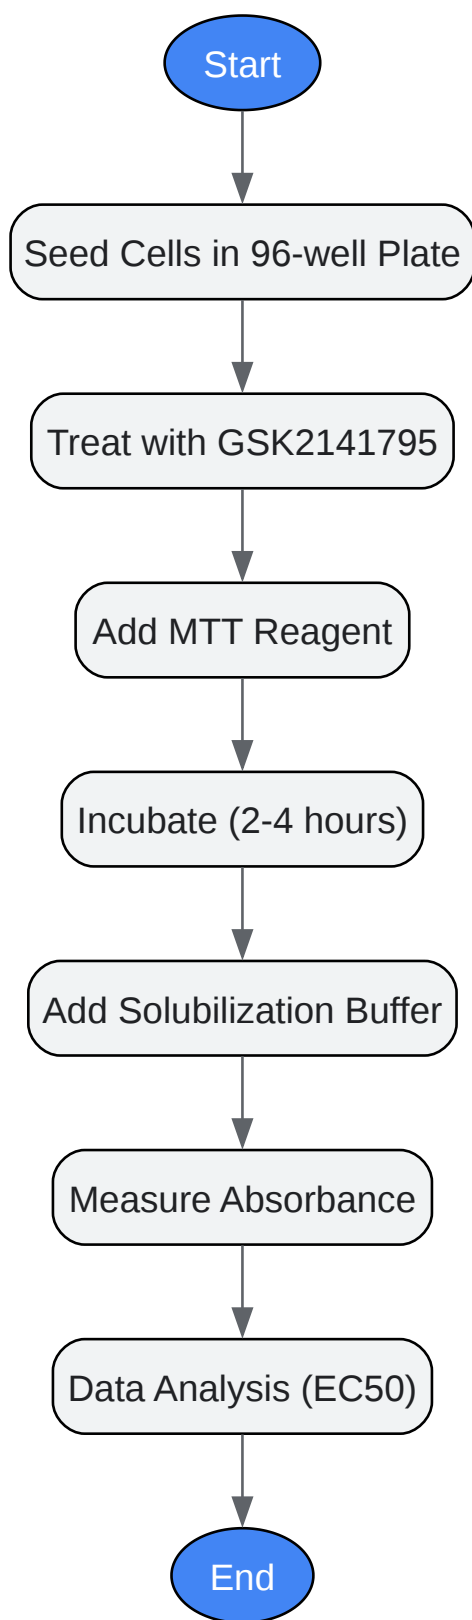 Start
Seed Cells in 96-well Plate
Treat with GSK2141795
Add MTT Reagent
Incubate (2-4 hours)
Add Solubilization Buffer
Measure Absorbance
Data Analysis (EC50)
End